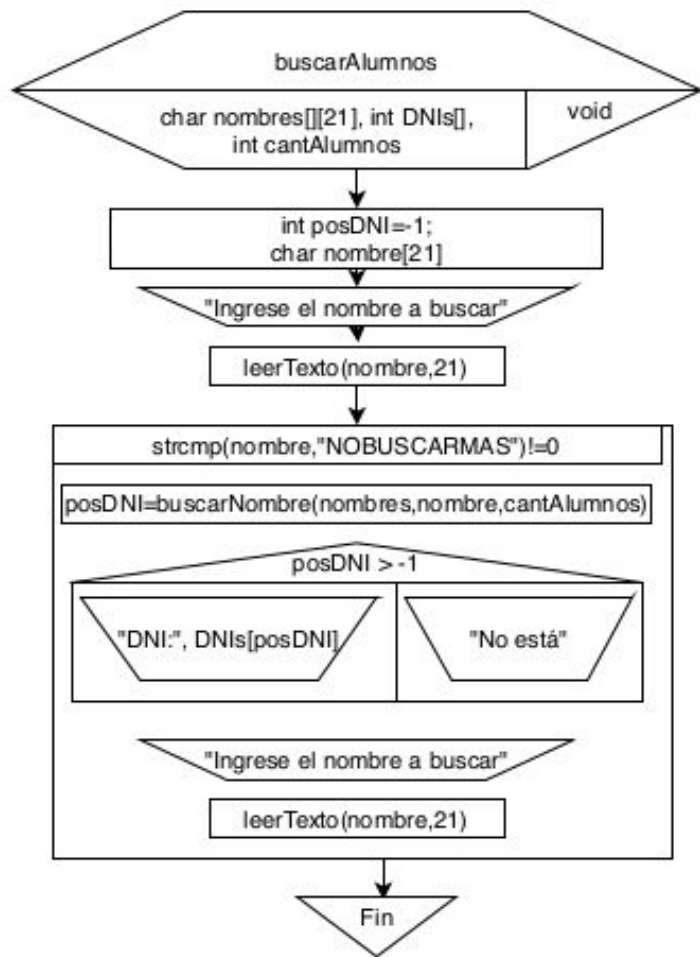 buscarAlumnos
char nombres[][21], int DNIs[],
int cantAlumnos
void
int posDNI=-1;
char nombre[21]
"Ingrese el nombre a buscar"
leerTexto(nombre,21)
strcmp(nombre,"NOBUSCARMAS")!=0
posDNI=buscarNombre(nombres,nombre,cantAlumnos)
posDNI > -1
"DNI:", DNIs[posDNI]
"No está"
"Ingrese el nombre a buscar"
leerTexto(nombre,21)
Fin